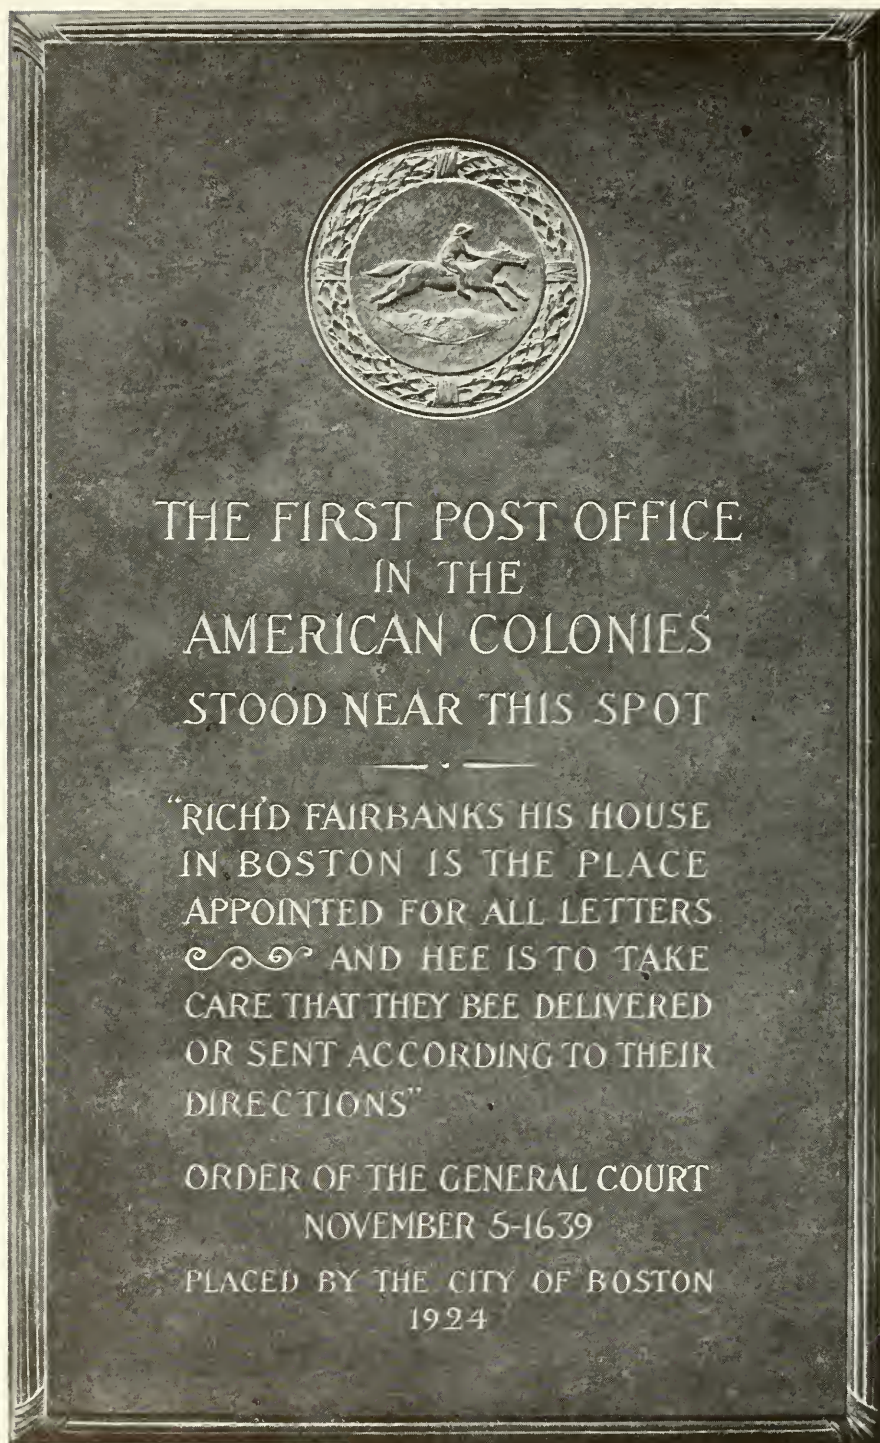 THE FIRST POST OFFICE
IN THE
AMERICAN COLONIES
STOOD NEAR THIS SPOT
"RICH'D FAIRBANKS HIS HOUSE
IN BOSTON IS THE PLACE
APPOINTED FOR ALL LETTERS
AND HEE IS TO TAKE
CARE THAT THEY BEE DELIVERED
OR SENT ACCORDING TO THEIR
DIRECTIONS"
ORDER OF THE GENERAL COURT
NOVEMBER 5-1639
PLACED BY THE CITY OF BOSTON
1924